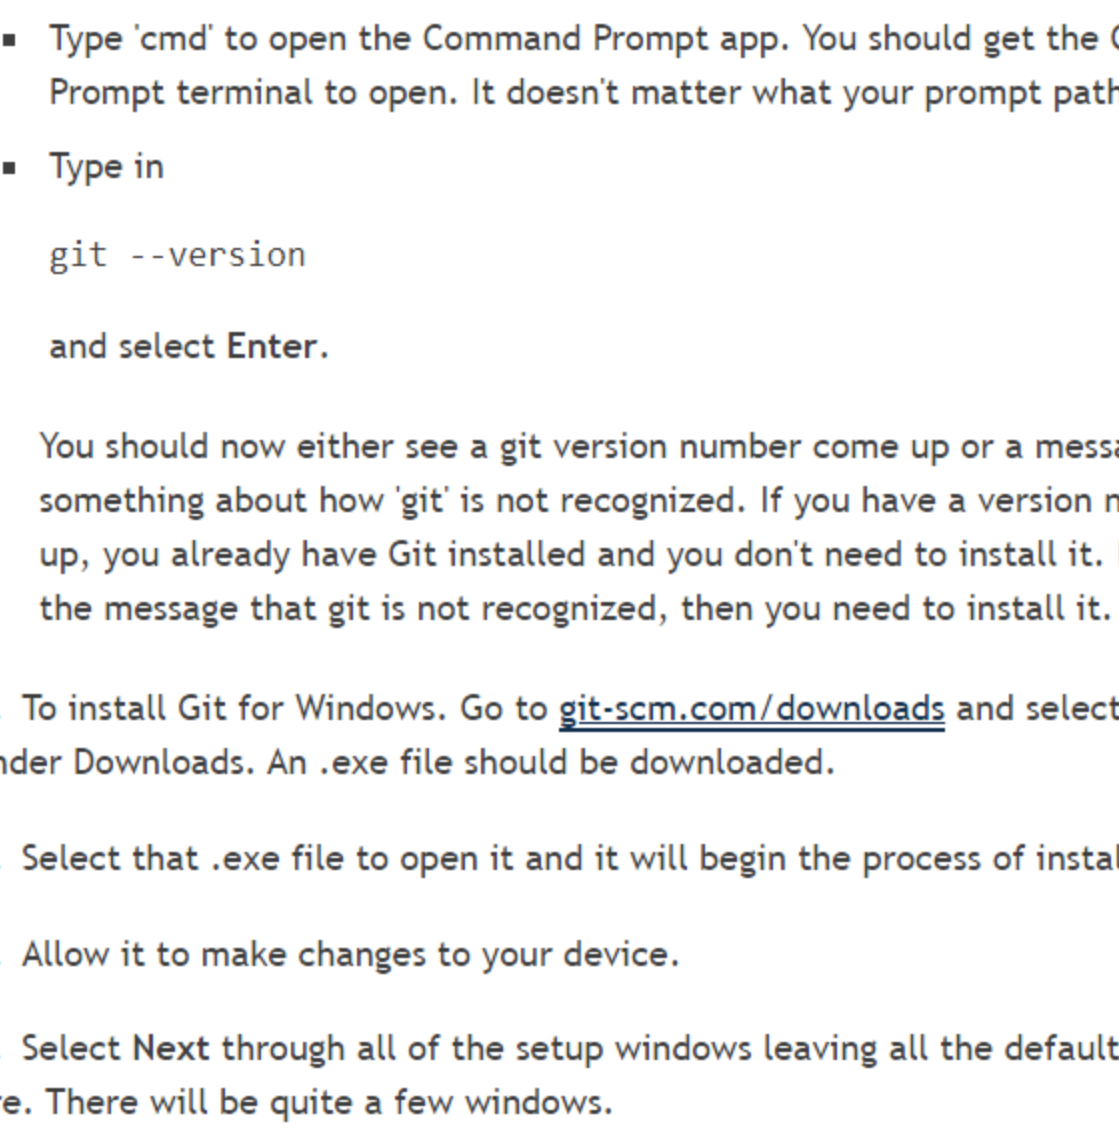 Type 'cmd' to open the Command Prompt app. You should get the
Prompt terminal to open. It doesn't matter what your prompt path
Type in
git --version
and select Enter.
You should now either see a git version number come up or a
something about how 'git' is not recognized. If you have a version
up, you already have Git installed and you don't need to install it.
the message that git is not recognized, then you need to install it.
To install Git for Windows. Go to git-scm.com/downloads and select
Downloads. An .exe file should be downloaded.
Select that .exe file to open it and it will begin the process of
Allow it to make changes to your device.
Select Next through all of the setup windows leaving all the default
There will be quite a few windows.